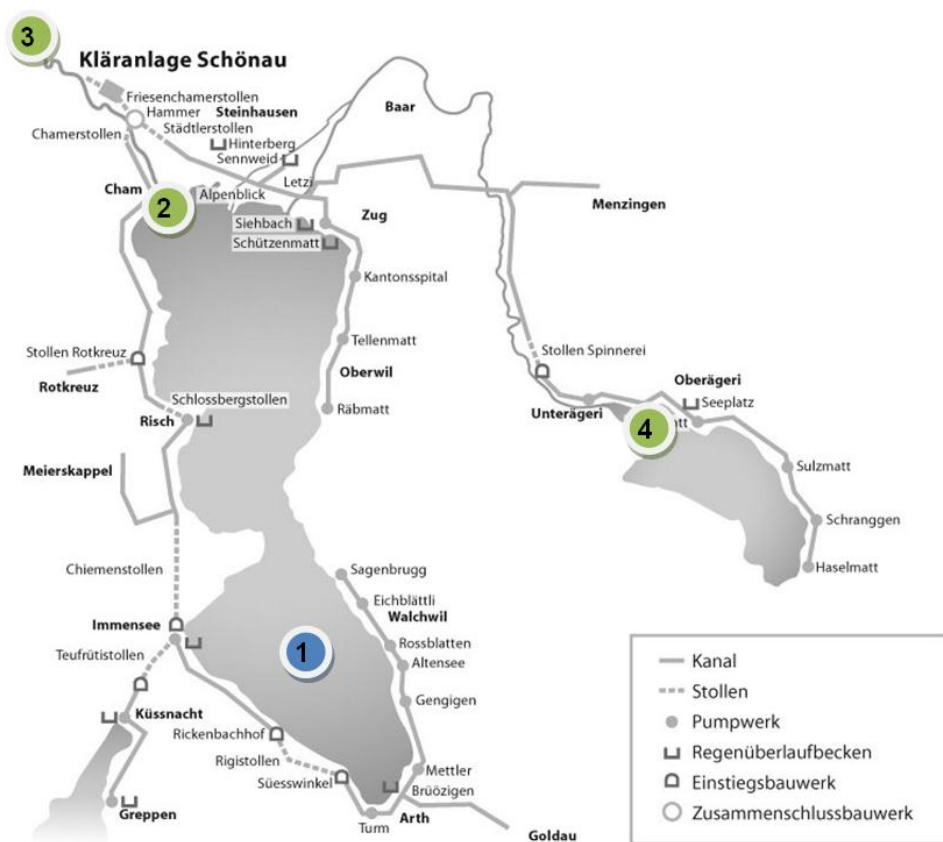 3
Kläranlage Schönau
Friesenchamerstollen
Hammer
Steinhausen
Baar
Chamerstollen
Städtlerstollen
Hinterberg
Sennweid
Letzi
Cham
2
Alpenblick
Menzingen
Siehbach
Zug
Schützenmatt
Kantonsspital
Tellenmatt
Stollen Rotkreuz
Stollen Spinnerei
Oberwil
Oberägeri
Rotkreuz
Schlossbergstollen
Räbmatt
Seeplatz
Unterägeri
Risch
4
Meierskappel
Sulzmatt
Schranggen
Chiemenstollen
Sagenbrugg
Haselmatt
Eichblättli
Walchwil
Immensee
1
Rossblatten
Teufrütistollen
Altensee
Gengigen
Küssnacht
Rickenbachhof
Rigistollen
Mettler
Süesswinkel
Brüözigen
Greppen
Turm
Arth
Goldau
Kanal
Stollen
Pumpwerk
Regenüberlaufbecken
Einstiegsbauwerk
Zusammenschlussbauwerk